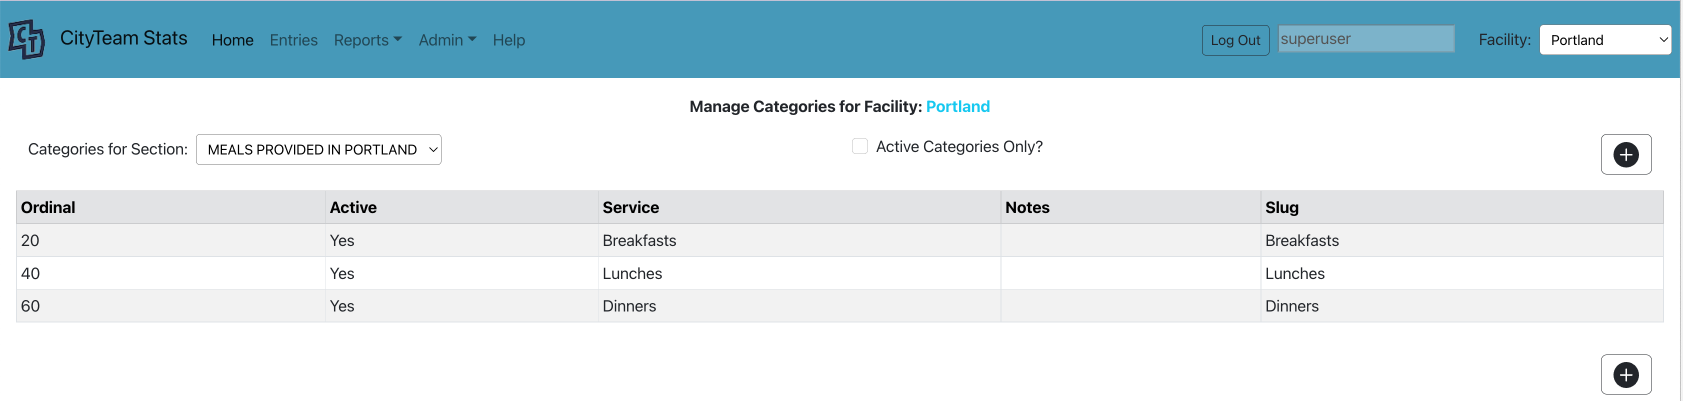 CT CityTeam Stats Home Entries Reports Admin Help Log Out superuser Facility: Portland
Manage Categories for Facility: Portland
Categories for Section: MEALS PROVIDED IN PORTLAND Active Categories Only?
Ordinal Active Service Notes Slug
20 Yes Breakfasts Breakfasts
40 Yes Lunches Lunches
60 Yes Dinners Dinners